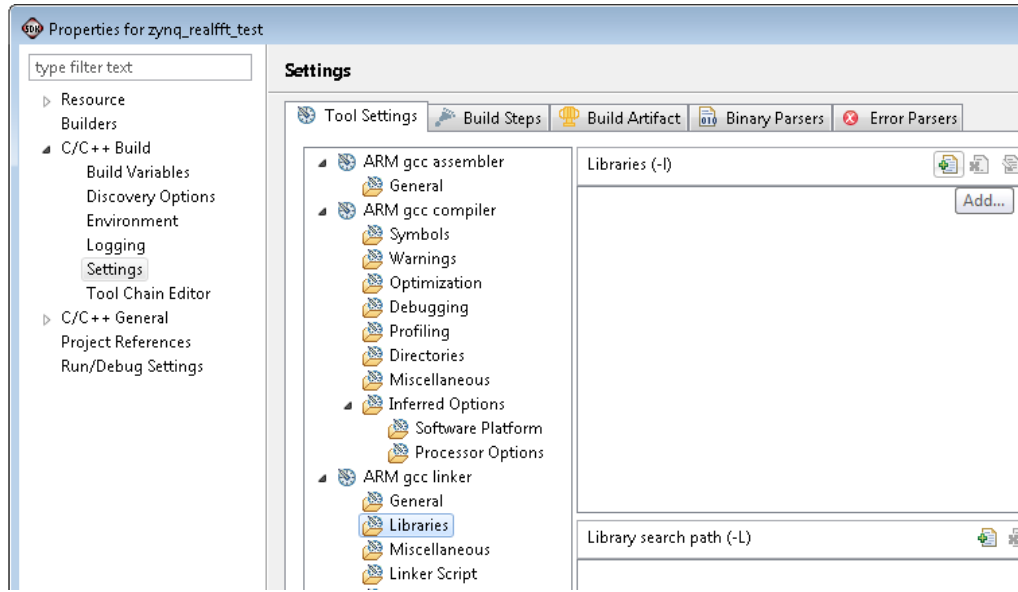 SDK Properties for zynq_realfft_test
type filter text
Resource
Builders
C/C++ Build
Build Variables
Discovery Options
Environment
Logging
Settings
Tool Chain Editor
C/C++ General
Project References
Run/Debug Settings
Settings
Tool Settings Build Steps Build Artifact 010 Binary Parsers Error Parsers
ARM gcc assembler
General
ARM gcc compiler
Symbols
Warnings
Optimization
Debugging
Profiling
Directories
Miscellaneous
Inferred Options
Software Platform
Processor Options
ARM gcc linker
General
Libraries
Miscellaneous
Linker Script
Libraries (-l)
Add...
Library search path (-L)